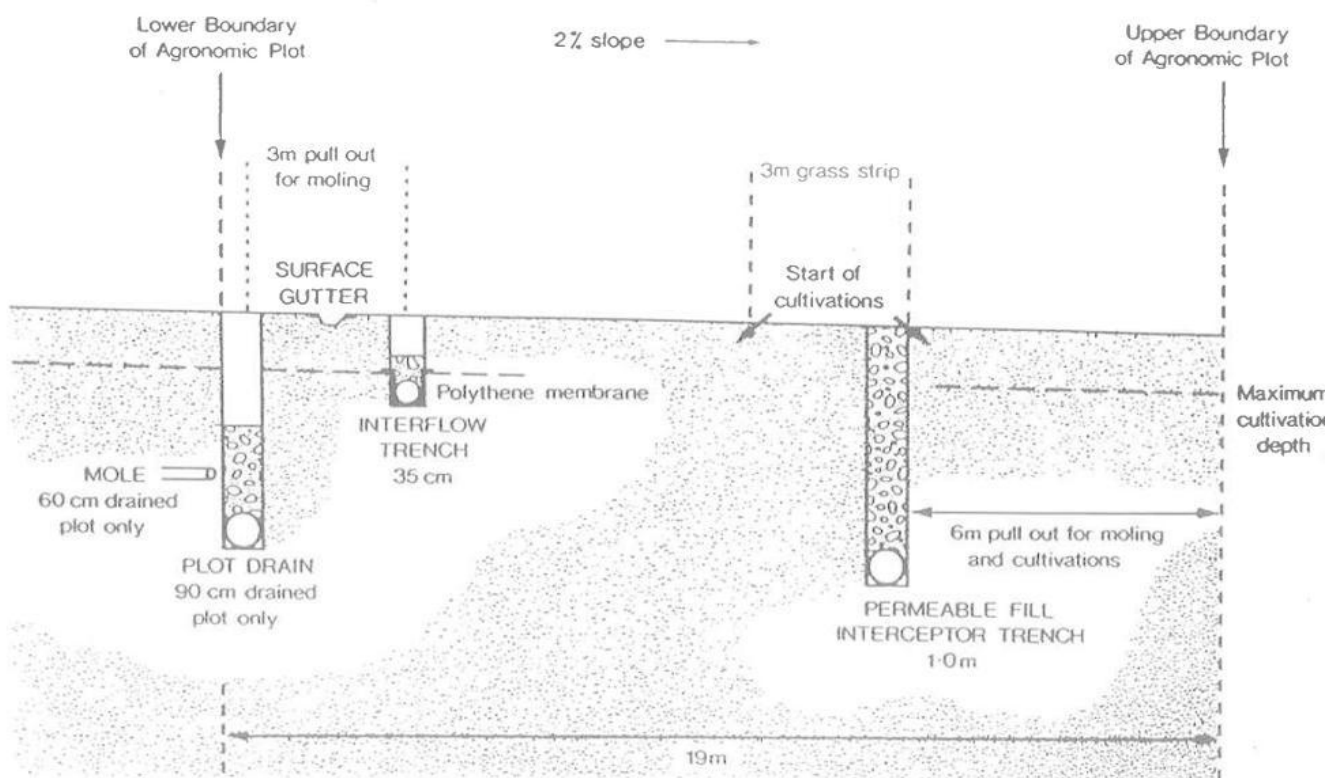 Lower Boundary
of Agronomic Plot
2% slope
Upper Boundary
of Agronomic Plot
3m pull out
for moling
3m grass strip
SURFACE
GUTTER
Start of
cultivations
Polythene membrane
INTERFLOW
TRENCH
35 cm
Maximum
cultivation
depth
MOLE
60 cm drained
plot only
6m pull out for moling
and cultivations
PLOT DRAIN
90 cm drained
plot only
PERMEABLE FILL
INTERCEPTOR TRENCH
1·0m
19m